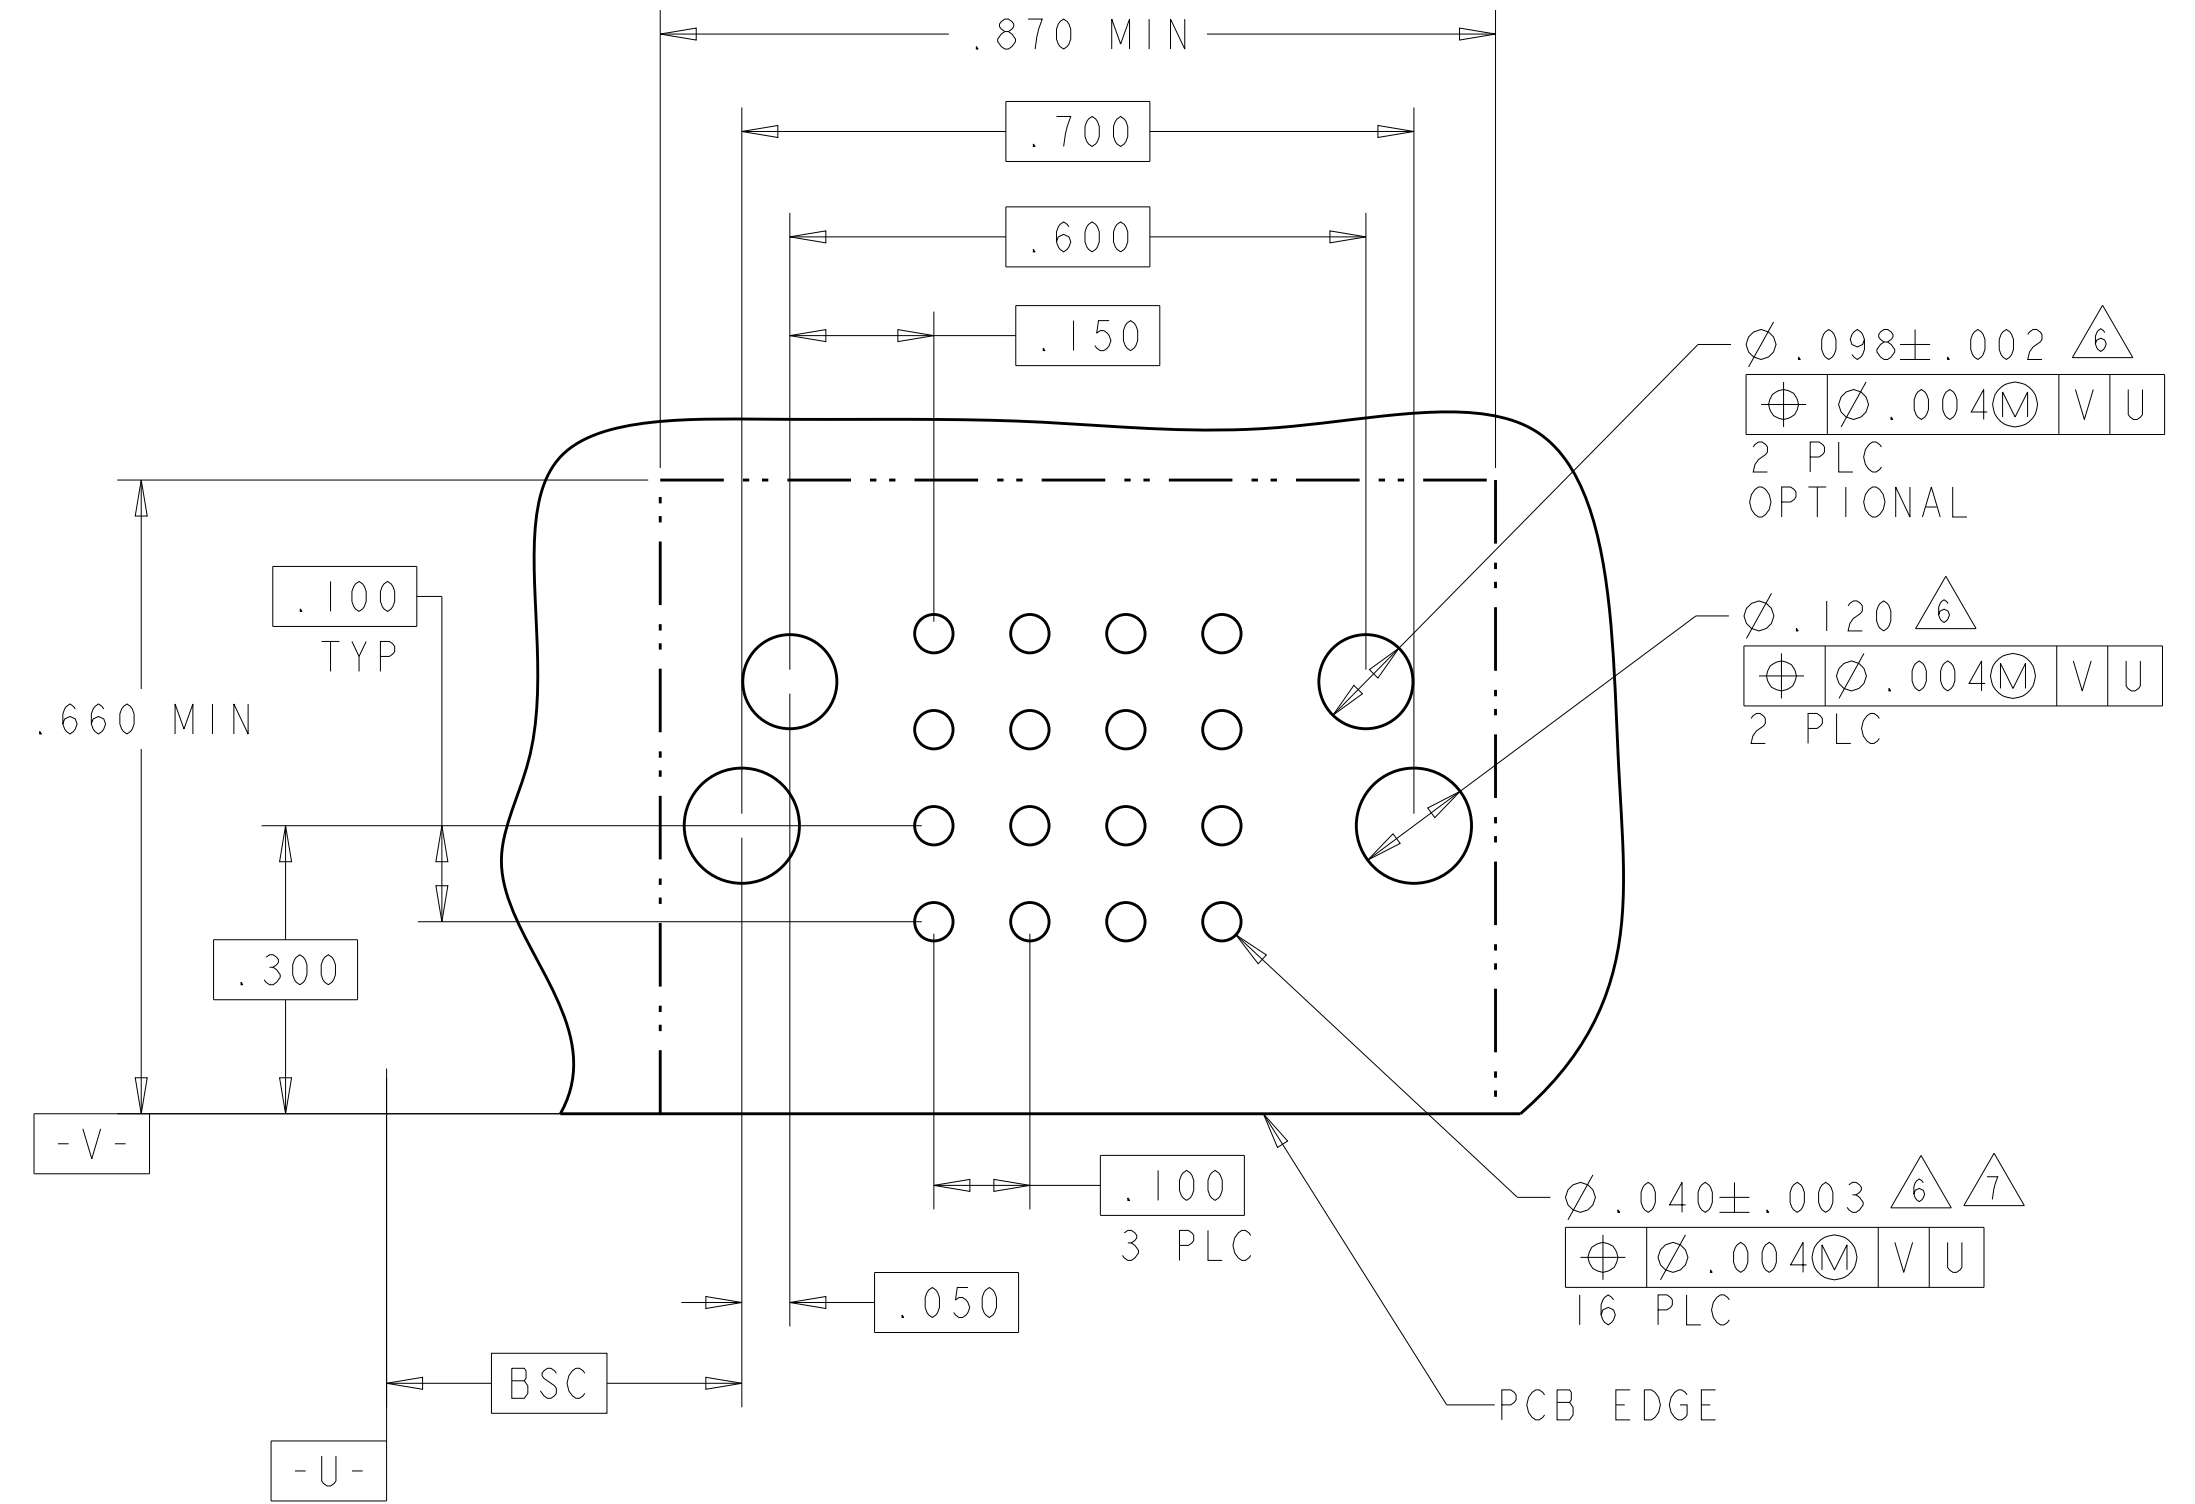 .870 MIN
.700
.600
.150
⌀.098±.002 6
⌖ ⌀.004Ⓜ V U
2 PLC
OPTIONAL
.100
TYP
⌀.120 6
⌖ ⌀.004Ⓜ V U
2 PLC
.660 MIN
.300
-V-
.100
3 PLC
⌀.040±.003 6 7
⌖ ⌀.004Ⓜ V U
16 PLC
.050
BSC
PCB EDGE
-U-